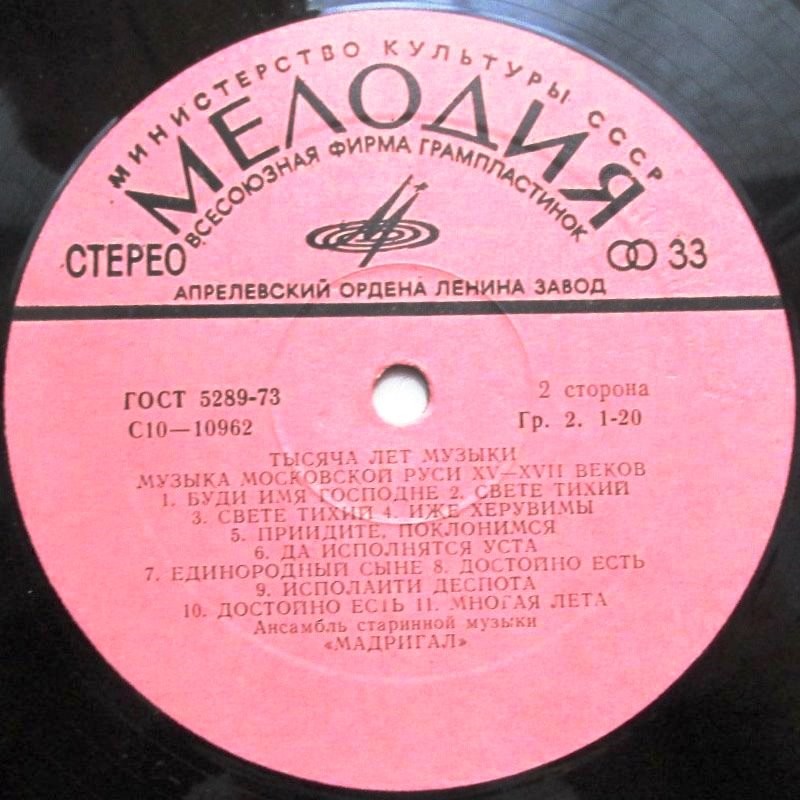 МИНИСТЕРСТВО КУЛЬТУРЫ СССР
МЕЛОДИЯ
ВСЕСОЮЗНАЯ ФИРМА ГРАМПЛАСТИНОК
СТЕРЕО
33
АПРЕЛЕВСКИЙ ОРДЕНА ЛЕНИНА ЗАВОД
ГОСТ 5289-73
2 сторона
С10—10962
Гр. 2. 1-20
ТЫСЯЧА ЛЕТ МУЗЫКИ
МУЗЫКА МОСКОВСКОЙ РУСИ XV—XVII ВЕКОВ
1. БУДИ ИМЯ ГОСПОДНЕ 2. СВЕТЕ ТИХИЙ
3. СВЕТЕ ТИХИЙ 4. ИЖЕ ХЕРУВИМЫ
5. ПРИИДИТЕ, ПОКЛОНИМСЯ
6. ДА ИСПОЛНЯТСЯ УСТА
7. ЕДИНОРОДНЫЙ СЫНЕ 8. ДОСТОЙНО ЕСТЬ
9. ИСПОЛАИТИ ДЕСПОТА
10. ДОСТОЙНО ЕСТЬ 11. МНОГАЯ ЛЕТА
Ансамбль старинной музыки
«МАДРИГАЛ»